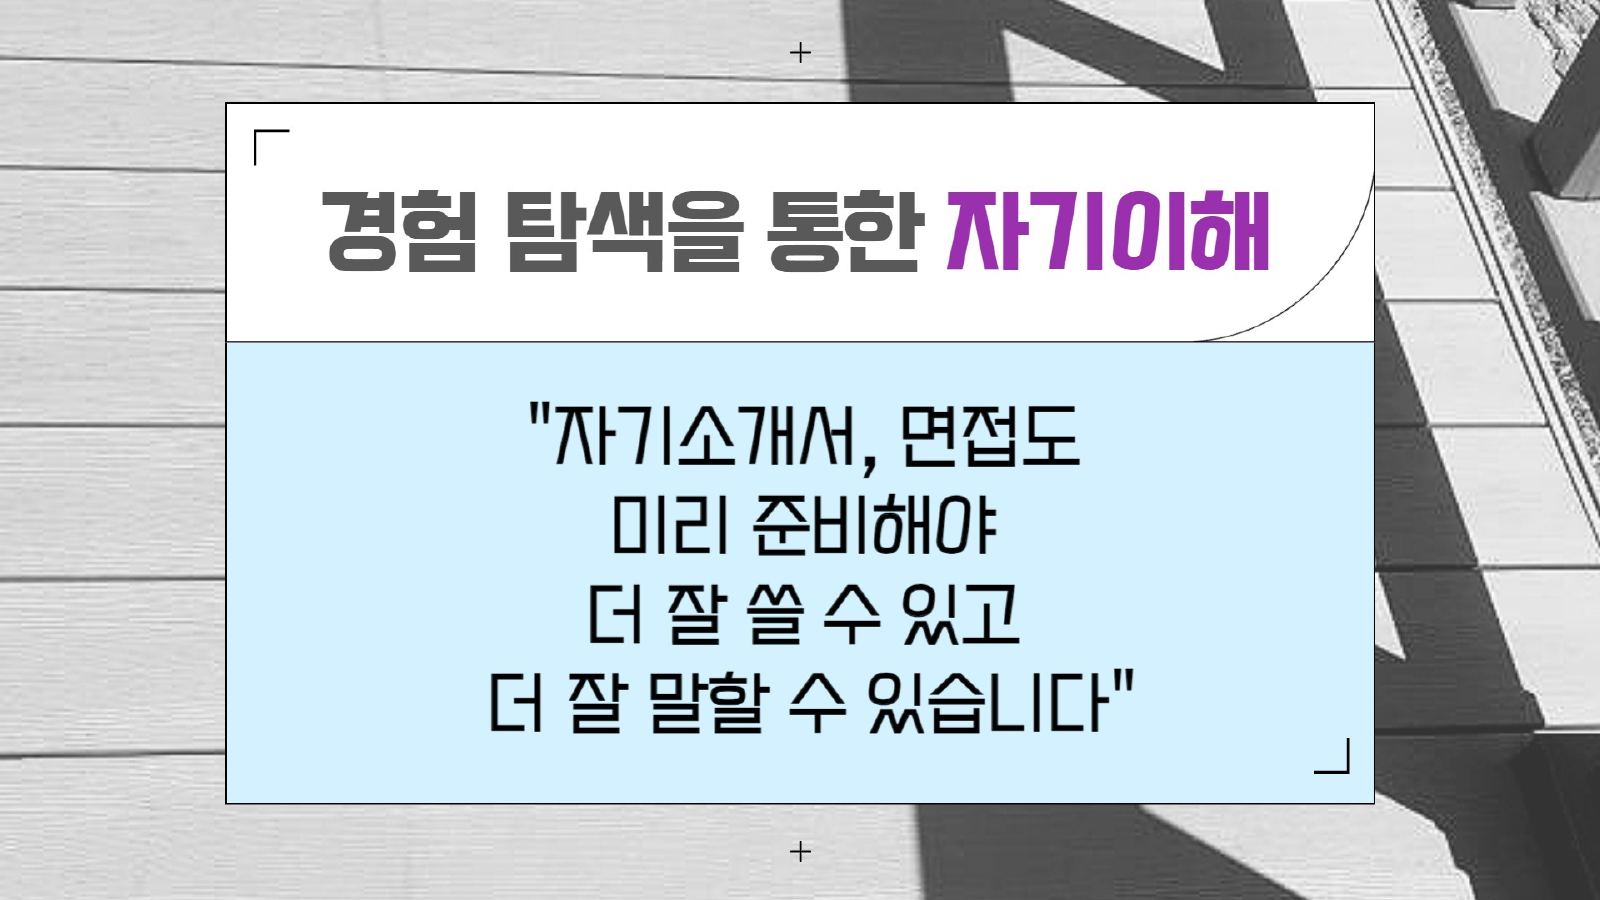 경험 탐색을 통한 자기이해
"자기소개서, 면접도
미리 준비해야
더 잘 쓸 수 있고
더 잘 말할 수 있습니다"